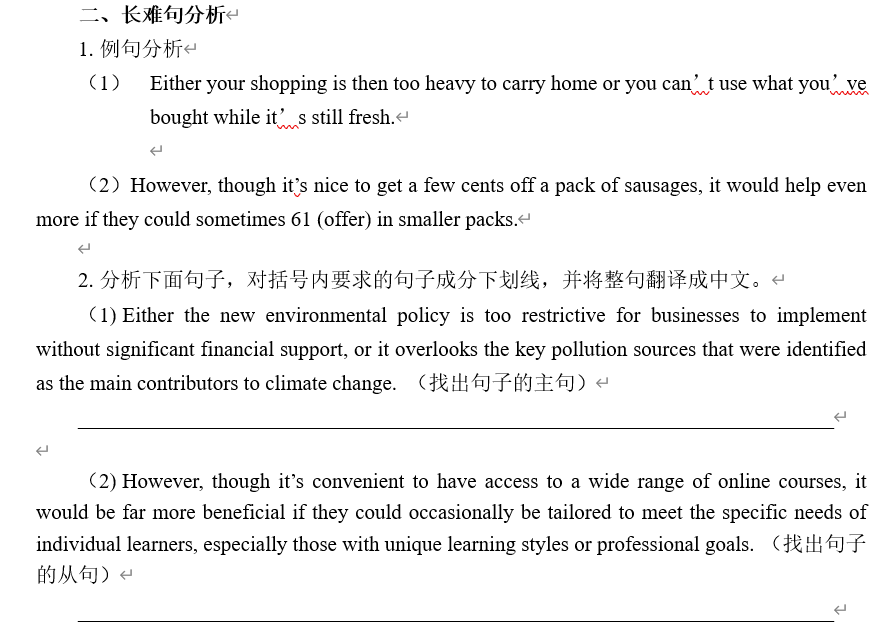 二、长难句分析
1. 例句分析
（1） Either your shopping is then too heavy to carry home or you can’t use what you’ve
bought while it’s still fresh.
（2）However, though it’s nice to get a few cents off a pack of sausages, it would help even
more if they could sometimes 61 (offer) in smaller packs.
2. 分析下面句子，对括号内要求的句子成分下划线，并将整句翻译成中文。
（1) Either the new environmental policy is too restrictive for businesses to implement
without significant financial support, or it overlooks the key pollution sources that were identified
as the main contributors to climate change. （找出句子的主句）
（2) However, though it’s convenient to have access to a wide range of online courses, it
would be far more beneficial if they could occasionally be tailored to meet the specific needs of
individual learners, especially those with unique learning styles or professional goals. （找出句子
的从句）